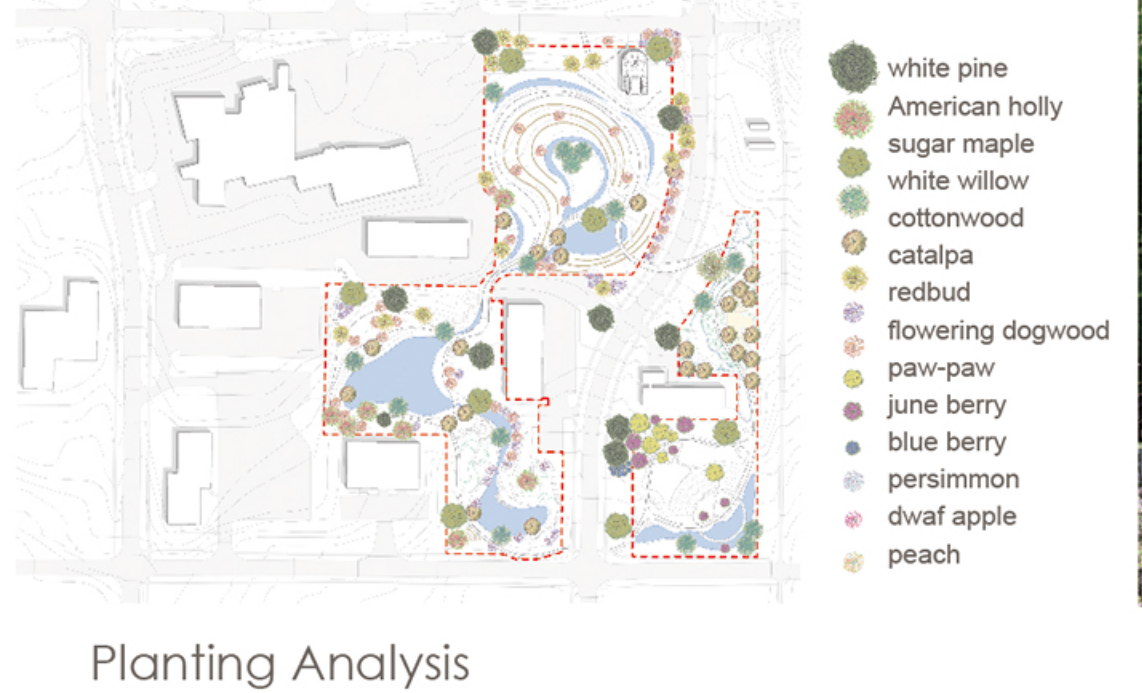 white pine
American holly
sugar maple
white willow
cottonwood
catalpa
redbud
flowering dogwood
paw-paw
june berry
blue berry
persimmon
dwaf apple
peach
Planting Analysis